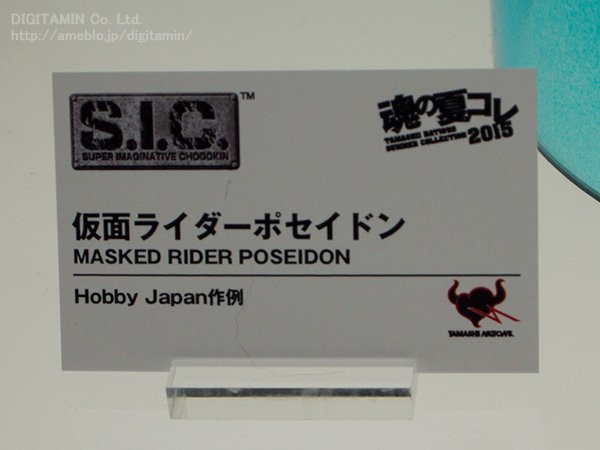 DIGITAMIN Co. Ltd.
http://ameblo.jp/digitamin/
S.I.C.™
SUPER IMAGINATIVE CHOGOKIN
魂の夏コレ
TAMASHII NATIONS
SUMMER COLLECTION 2015
仮面ライダーポセイドン
MASKED RIDER POSEIDON
Hobby Japan作例
TAMASHII NATIONS